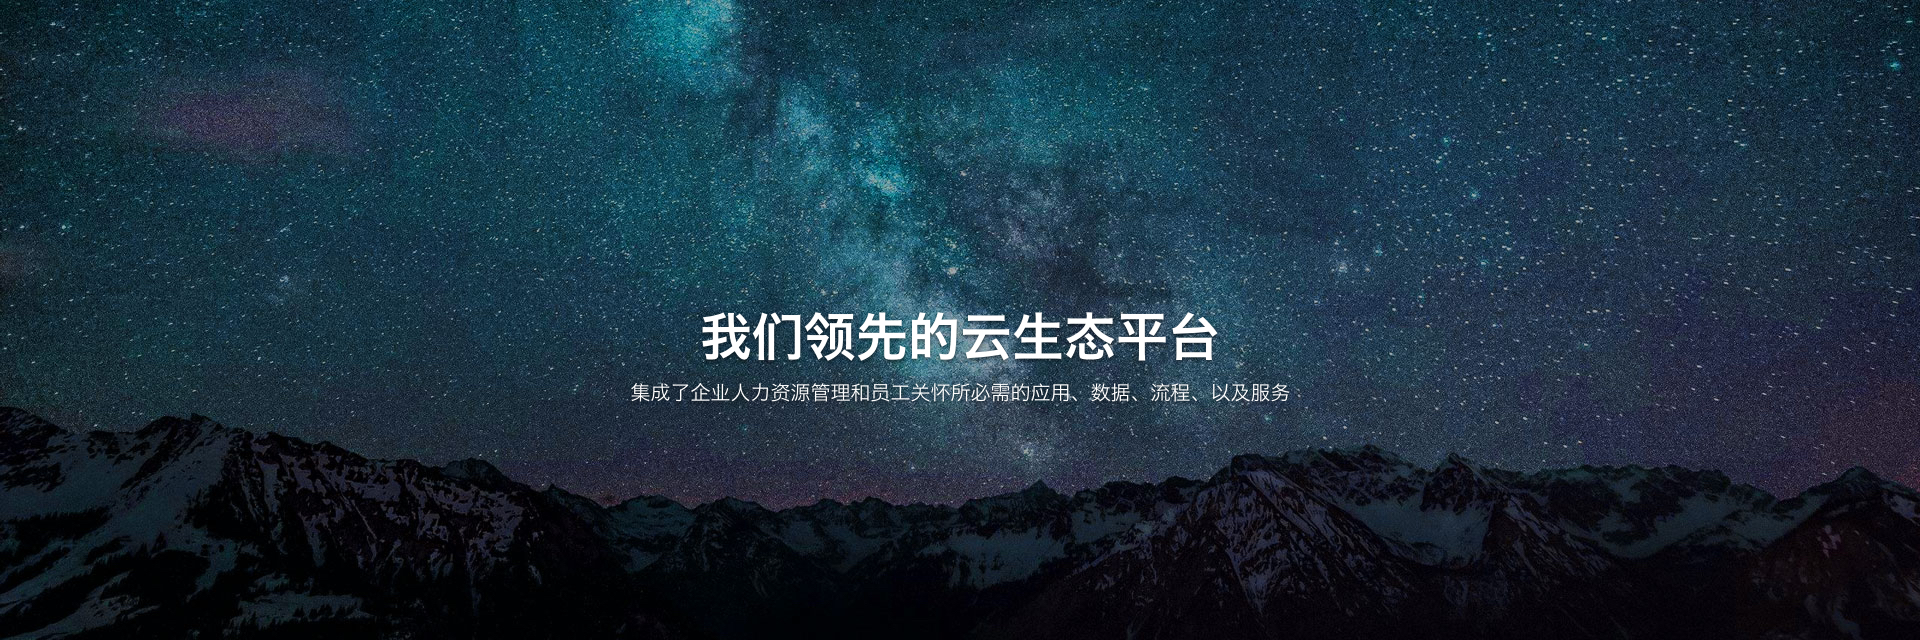 我们领先的云生态平台
集成了企业人力资源管理和员工关怀所必需的应用、数据、流程、以及服务